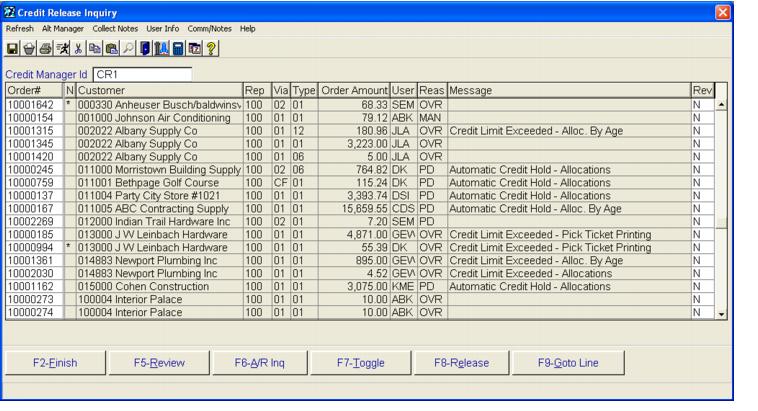 Credit Release Inquiry
Refresh Alt Manager Collect Notes User Info Comm/Notes Help
Credit Manager Id CR1
Order# N Customer Rep Via Type Order Amount User Reas Message Rev
10001642 * 000330 Anheuser Busch/baldwinsv 100 02 01 68.33 SEM OVR N
10000154 001000 Johnson Air Conditioning 100 01 01 79.12 ABK MAN N
10001315 002022 Albany Supply Co 100 01 12 180.96 JLA OVR Credit Limit Exceeded - Alloc. By Age N
10001345 002022 Albany Supply Co 100 01 01 3,223.00 JLA OVR N
10001420 002022 Albany Supply Co 100 01 06 5.00 JLA OVR N
10000245 011000 Morristown Building Supply 100 02 06 764.82 DK PD Automatic Credit Hold - Allocations N
10000759 011001 Bethpage Golf Course 100 CF 01 115.24 DK PD Automatic Credit Hold - Allocations N
10000137 011004 Party City Store #1021 100 01 01 3,393.74 DSI PD Automatic Credit Hold - Allocations N
10000167 011005 ABC Contracting Supply 100 01 01 15,659.55 CDS PD Automatic Credit Hold - Alloc. By Age N
10002269 012000 Indian Trail Hardware Inc 100 02 01 7.20 SEM PD N
10000185 013000 J W Leinbach Hardware 100 01 01 4,871.00 GEW OVR Credit Limit Exceeded - Pick Ticket Printing N
10000994 * 013000 J W Leinbach Hardware 100 01 01 55.39 DK OVR Credit Limit Exceeded - Pick Ticket Printing N
10001361 014883 Newport Plumbing Inc 100 01 01 895.00 GEW OVR Credit Limit Exceeded - Alloc. By Age N
10002030 014883 Newport Plumbing Inc 100 01 01 4.52 GEW OVR Credit Limit Exceeded - Allocations N
10001162 015000 Cohen Construction 100 01 01 3,075.00 KME PD Automatic Credit Hold - Allocations N
10000273 100004 Interior Palace 100 01 01 10.00 ABK OVR N
10000274 100004 Interior Palace 100 01 01 10.00 ABK OVR N
F2-Finish F5-Review F6-A/R Inq F7-Toggle F8-Release F9-Goto Line